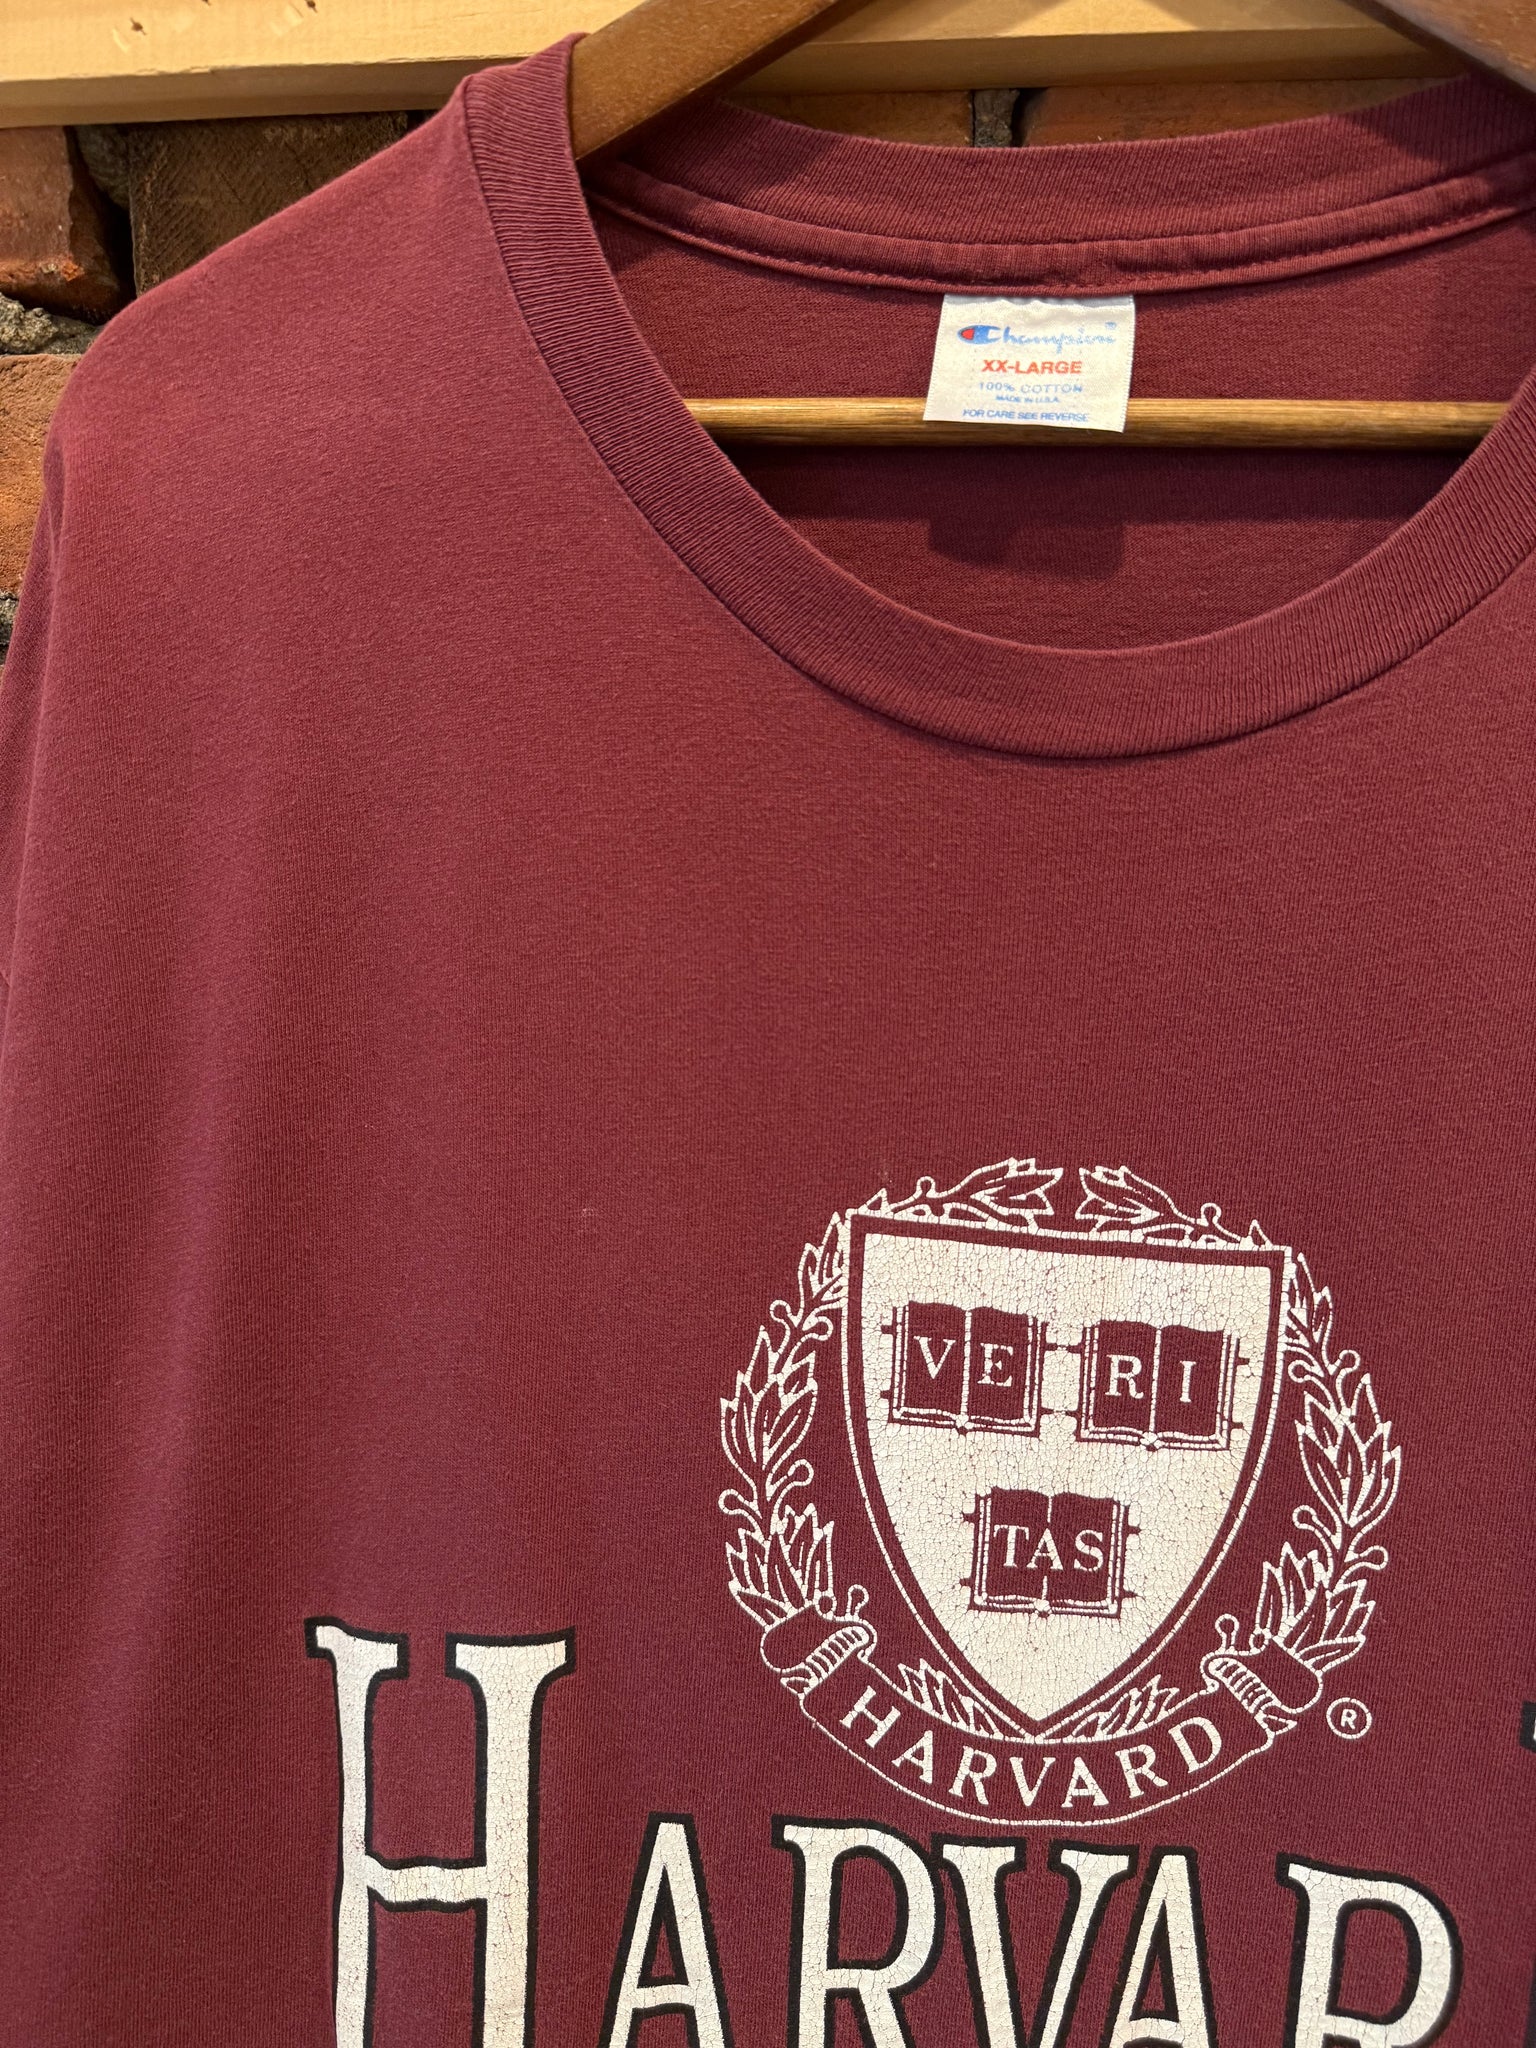 Champion®
XX-LARGE
100% COTTON
MADE IN U.S.A.
FOR CARE SEE REVERSE
VE RI
TAS
HARVARD ®
HARVAR